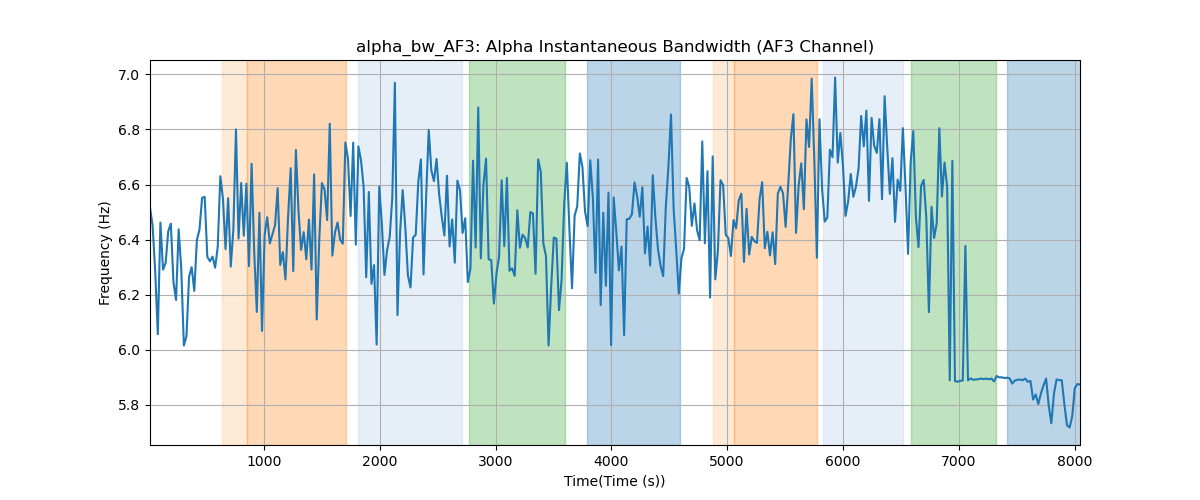 alpha_bw_AF3: Alpha Instantaneous Bandwidth (AF3 Channel)
7.0
6.8
6.6
6.4
6.2
6.0
5.8
Frequency (Hz)
1000 2000 3000 4000 5000 6000 7000 8000
Time(Time (s))